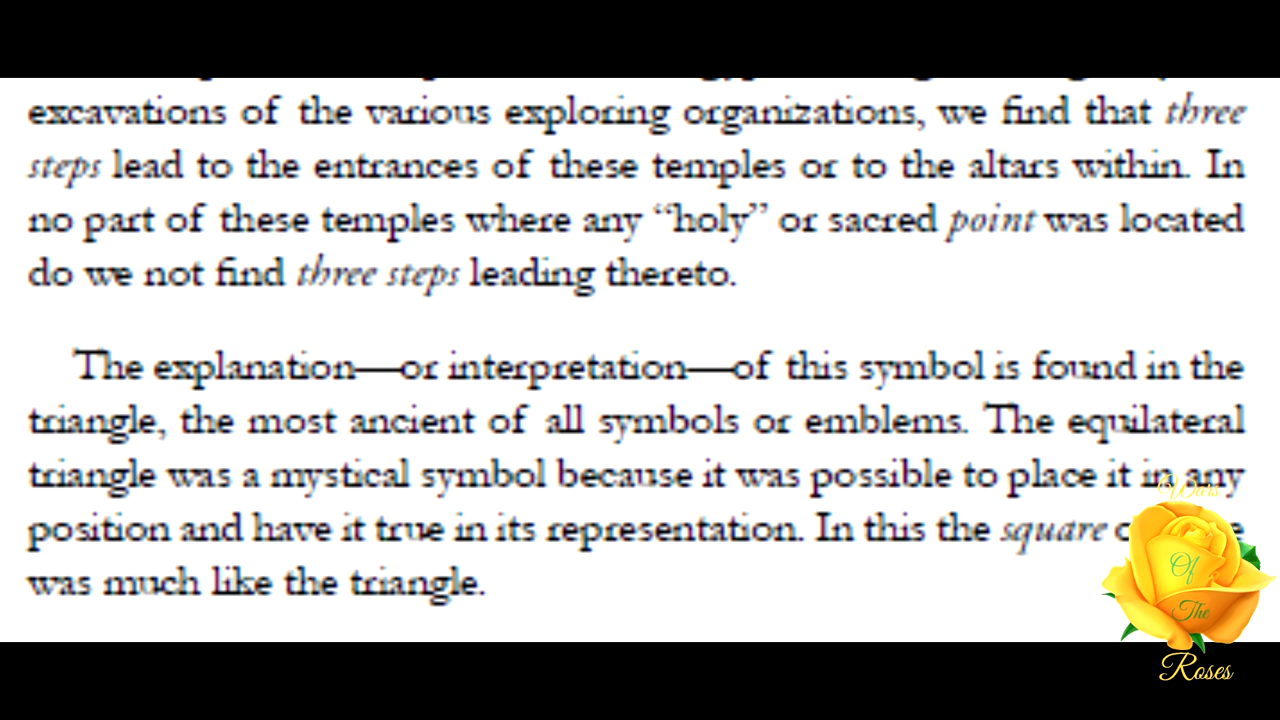 excavations of the various exploring organizations, we find that three
steps lead to the entrances of these temples or to the altars within. In
no part of these temples where any “holy” or sacred point was located
do we not find three steps leading thereto.
The explanation—or interpretation—of this symbol is found in the
triangle, the most ancient of all symbols or emblems. The equilateral
triangle was a mystical symbol because it was possible to place it in any
position and have it true in its representation. In this the square
was much like the triangle.
Wars
Of
The
Roses